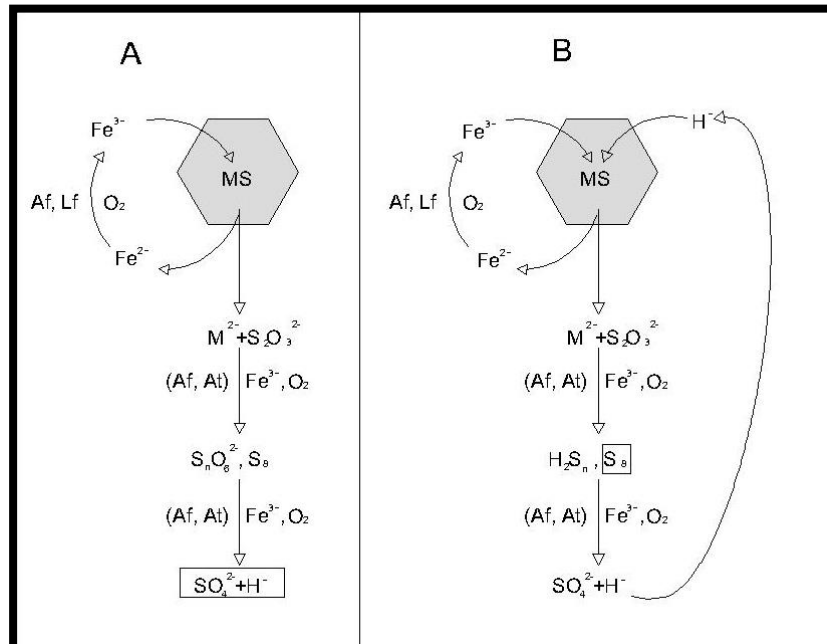 A
Fe³⁻
MS
Af, Lf
O₂
Fe²⁻
M²⁻+S₂O₃²⁻
(Af, At) Fe³⁻, O₂
SₙO₆²⁻, S₈
(Af, At) Fe³⁻, O₂
SO₄²⁻+H⁻
B
Fe³⁻
H⁻
MS
Af, Lf
O₂
Fe²⁻
M²⁻+S₂O₃²⁻
(Af, At) Fe³⁻, O₂
H₂Sₙ, S₈
(Af, At) Fe³⁻, O₂
SO₄²⁻+H⁻